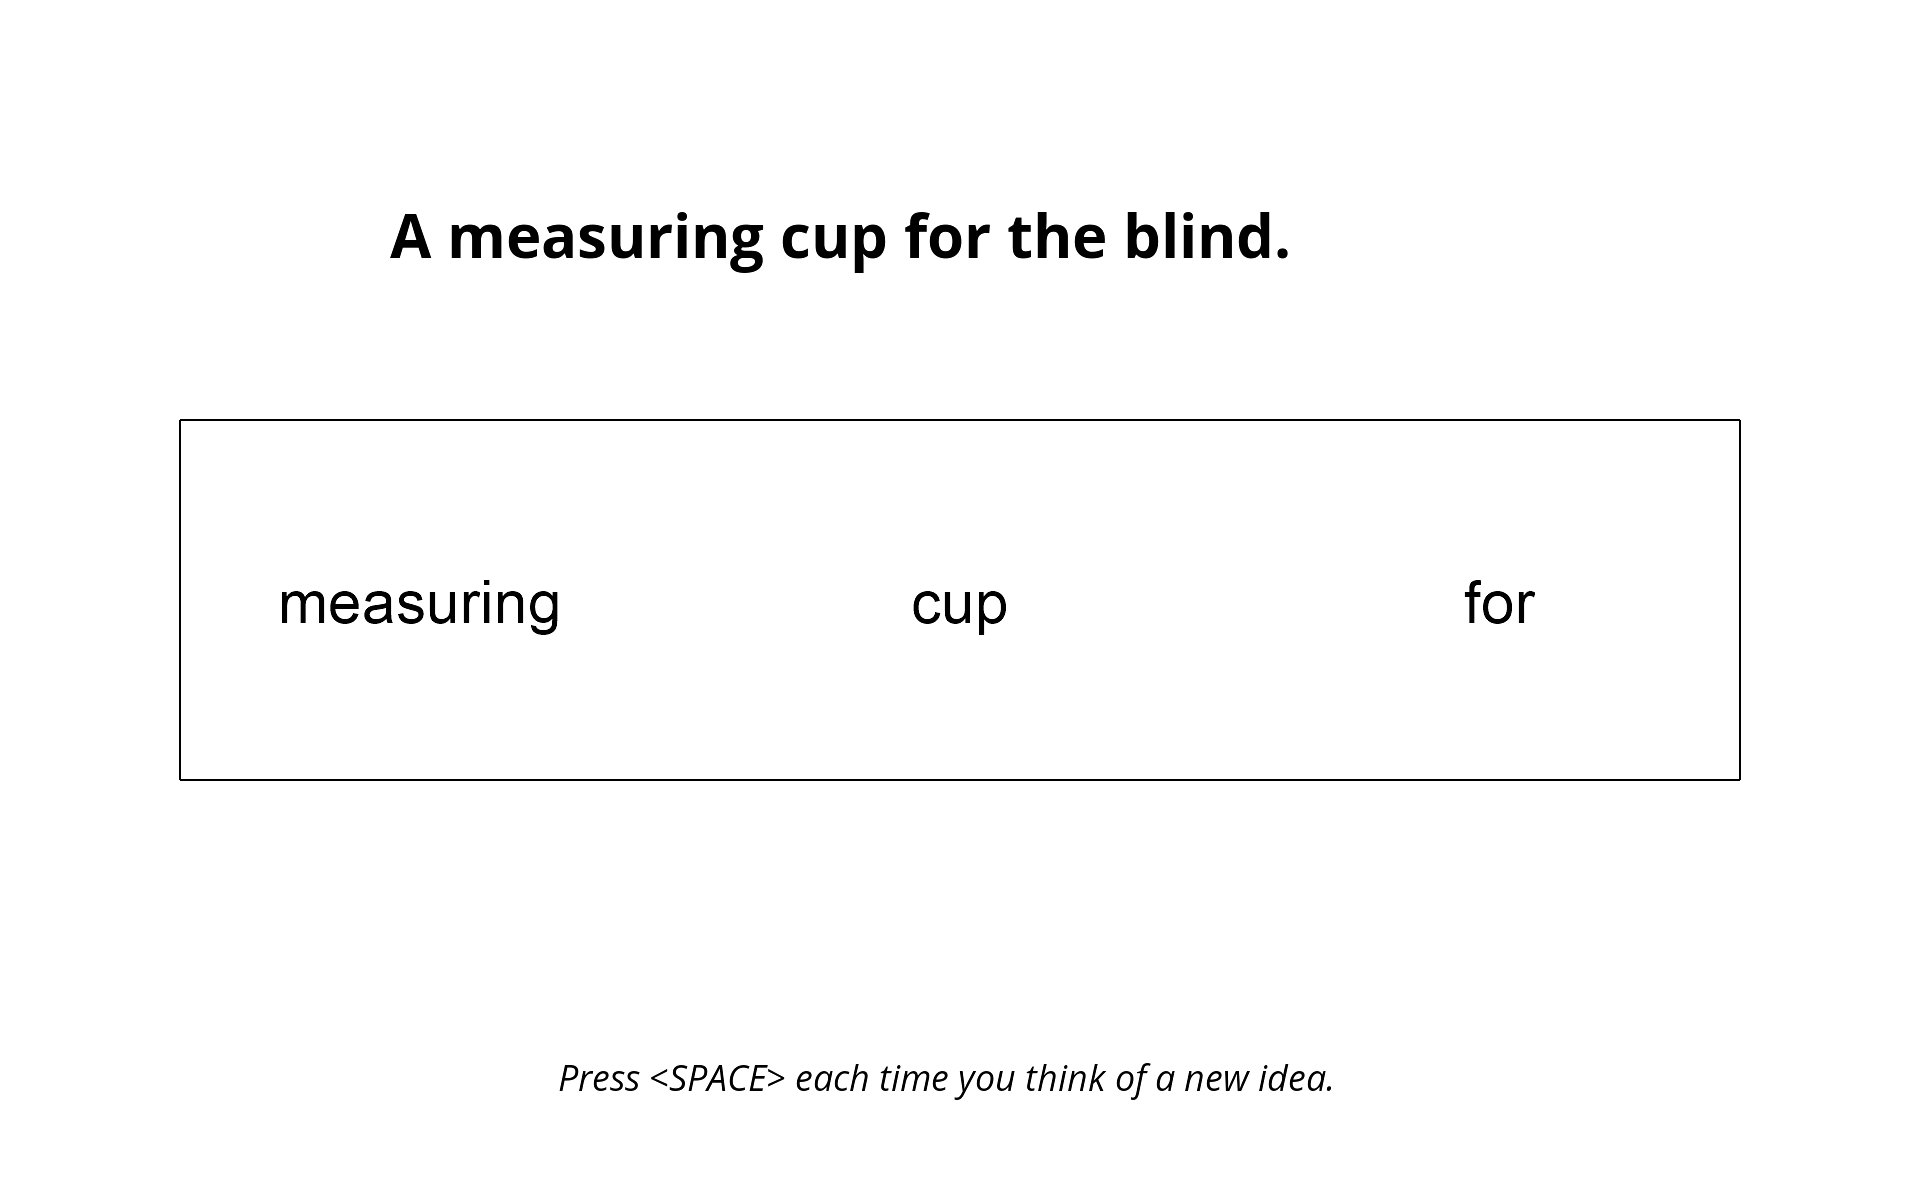 A measuring cup for the blind.
measuring cup for
Press <SPACE> each time you think of a new idea.